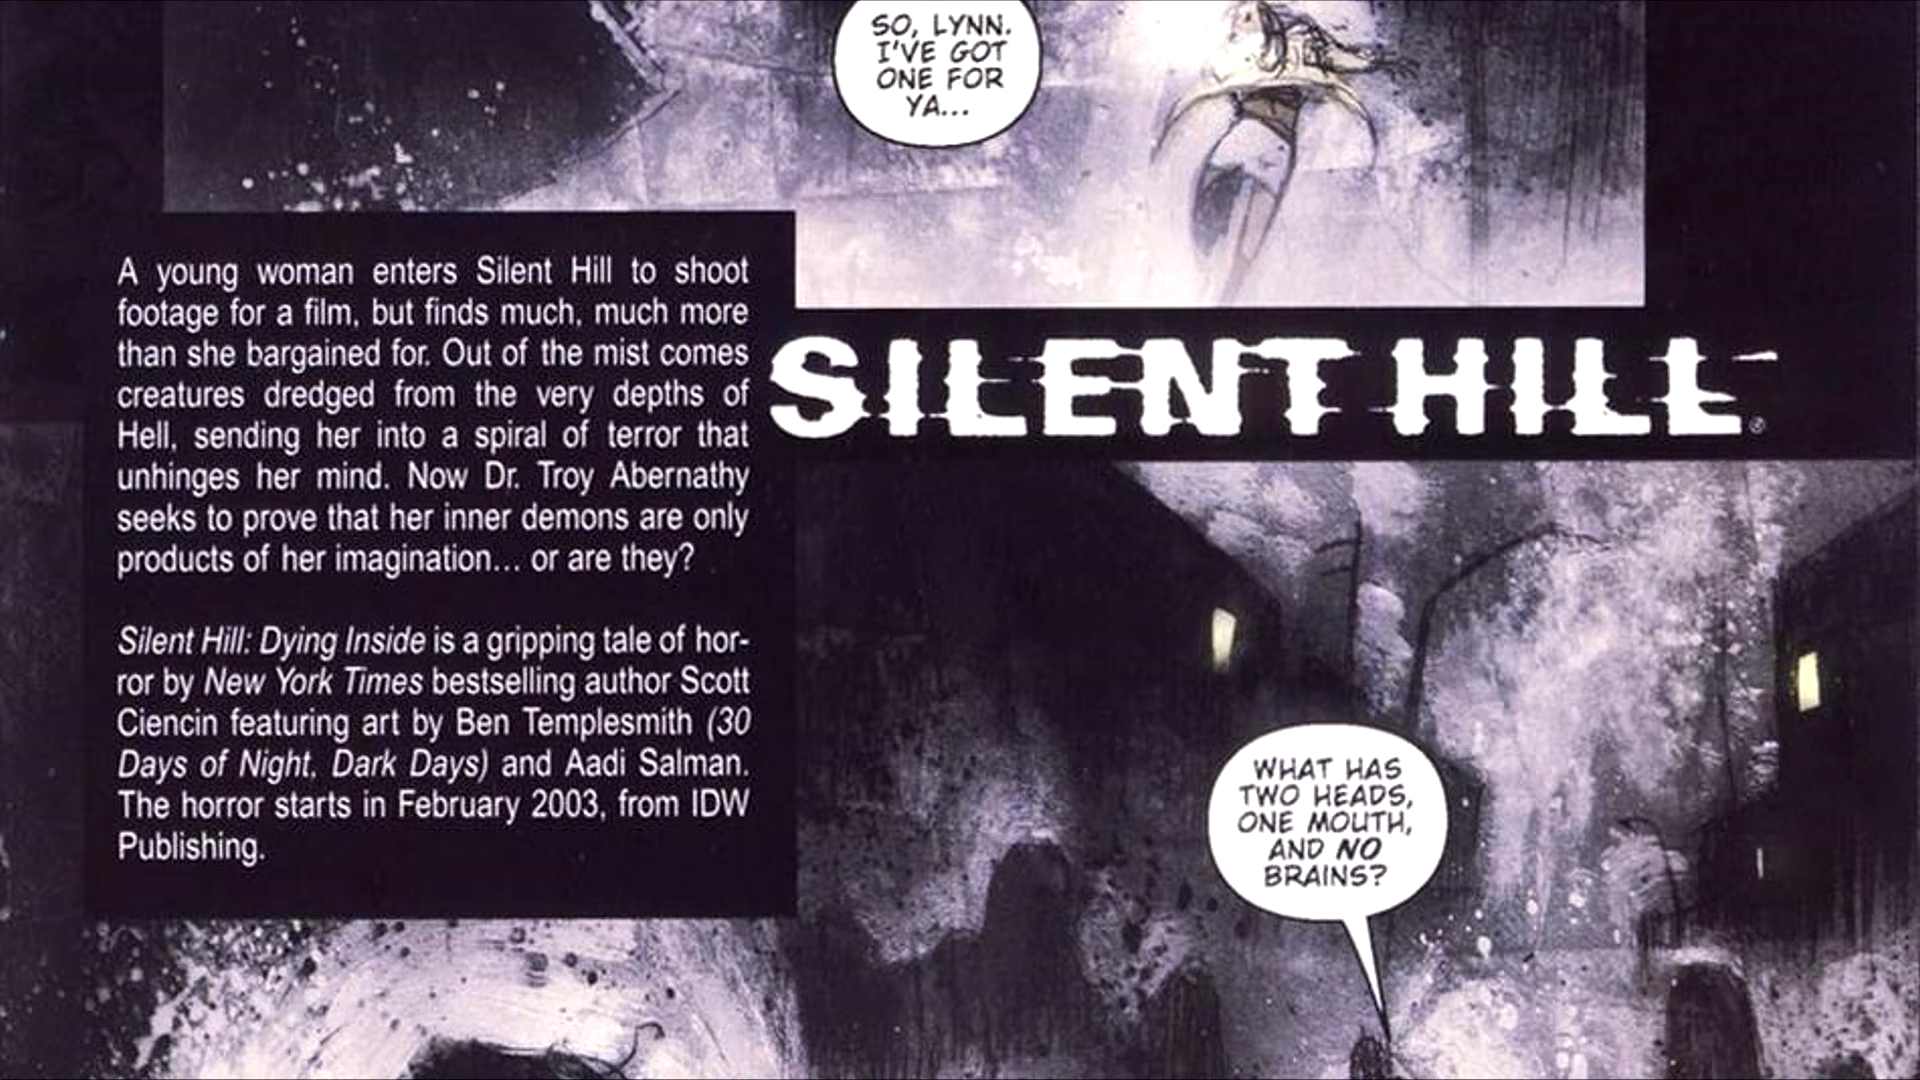 SO, LYNN.
I'VE GOT
ONE FOR
YA...
A young woman enters Silent Hill to shoot
footage for a film, but finds much, much more
than she bargained for. Out of the mist comes
creatures dredged from the very depths of
Hell, sending her into a spiral of terror that
unhinges her mind. Now Dr. Troy Abernathy
seeks to prove that her inner demons are only
products of her imagination... or are they?
Silent Hill: Dying Inside is a gripping tale of hor-
ror by New York Times bestselling author Scott
Ciencin featuring art by Ben Templesmith (30
Days of Night, Dark Days) and Aadi Salman.
The horror starts in February 2003, from IDW
Publishing.
SILENT HILL®
WHAT HAS
TWO HEADS,
ONE MOUTH,
AND NO
BRAINS?